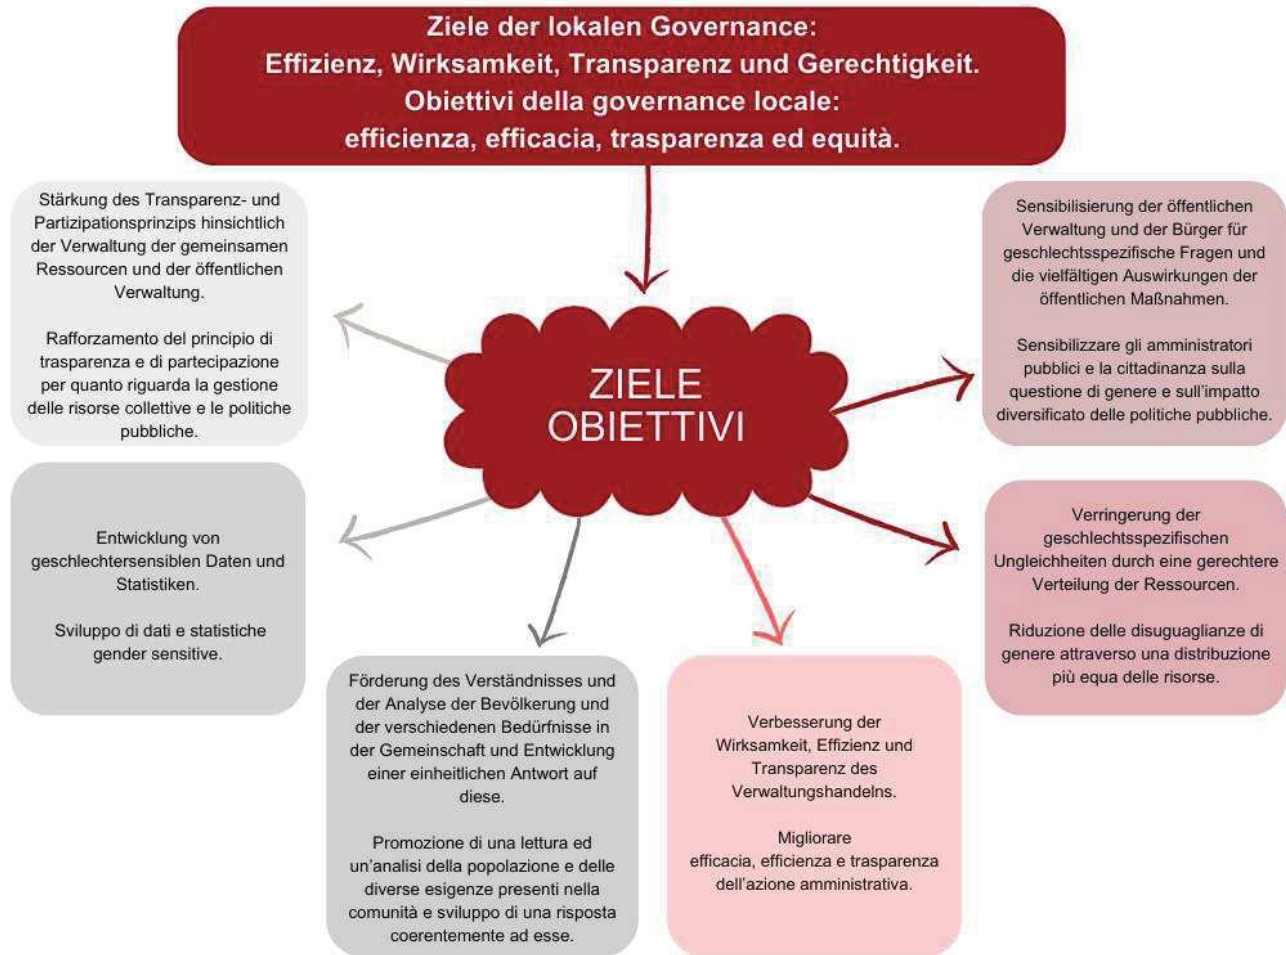 Ziele der lokalen Governance:
Effizienz, Wirksamkeit, Transparenz und Gerechtigkeit.
Obiettivi della governance locale:
efficienza, efficacia, trasparenza ed equità.
Stärkung des Transparenz- und
Partizipationsprinzips hinsichtlich
der Verwaltung der gemeinsamen
Ressourcen und der öffentlichen
Verwaltung.
Rafforzamento del principio di
trasparenza e di partecipazione
per quanto riguarda la gestione
delle risorse collettive e le politiche
pubbliche.
ZIELE
OBIETTIVI
Sensibilisierung der öffentlichen
Verwaltung und der Bürger für
geschlechtsspezifische Fragen und
die vielfältigen Auswirkungen der
öffentlichen Maßnahmen.
Sensibilizzare gli amministratori
pubblici e la cittadinanza sulla
questione di genere e sull'impatto
diversificato delle politiche pubbliche.
Entwicklung von
geschlechtersensiblen Daten und
Statistiken.
Sviluppo di dati e statistiche
gender sensitive.
Verringerung der
geschlechtsspezifischen
Ungleichheiten durch eine gerechtere
Verteilung der Ressourcen.
Riduzione delle disuguaglianze di
genere attraverso una distribuzione
più equa delle risorse.
Förderung des Verständnisses und
der Analyse der Bevölkerung und
der verschiedenen Bedürfnisse in
der Gemeinschaft und Entwicklung
einer einheitlichen Antwort auf
diese.
Promozione di una lettura ed
un'analisi della popolazione e delle
diverse esigenze presenti nella
comunità e sviluppo di una risposta
coerentemente ad esse.
Verbesserung der
Wirksamkeit, Effizienz und
Transparenz des
Verwaltungshandelns.
Migliorare
efficacia, efficienza e trasparenza
dell'azione amministrativa.